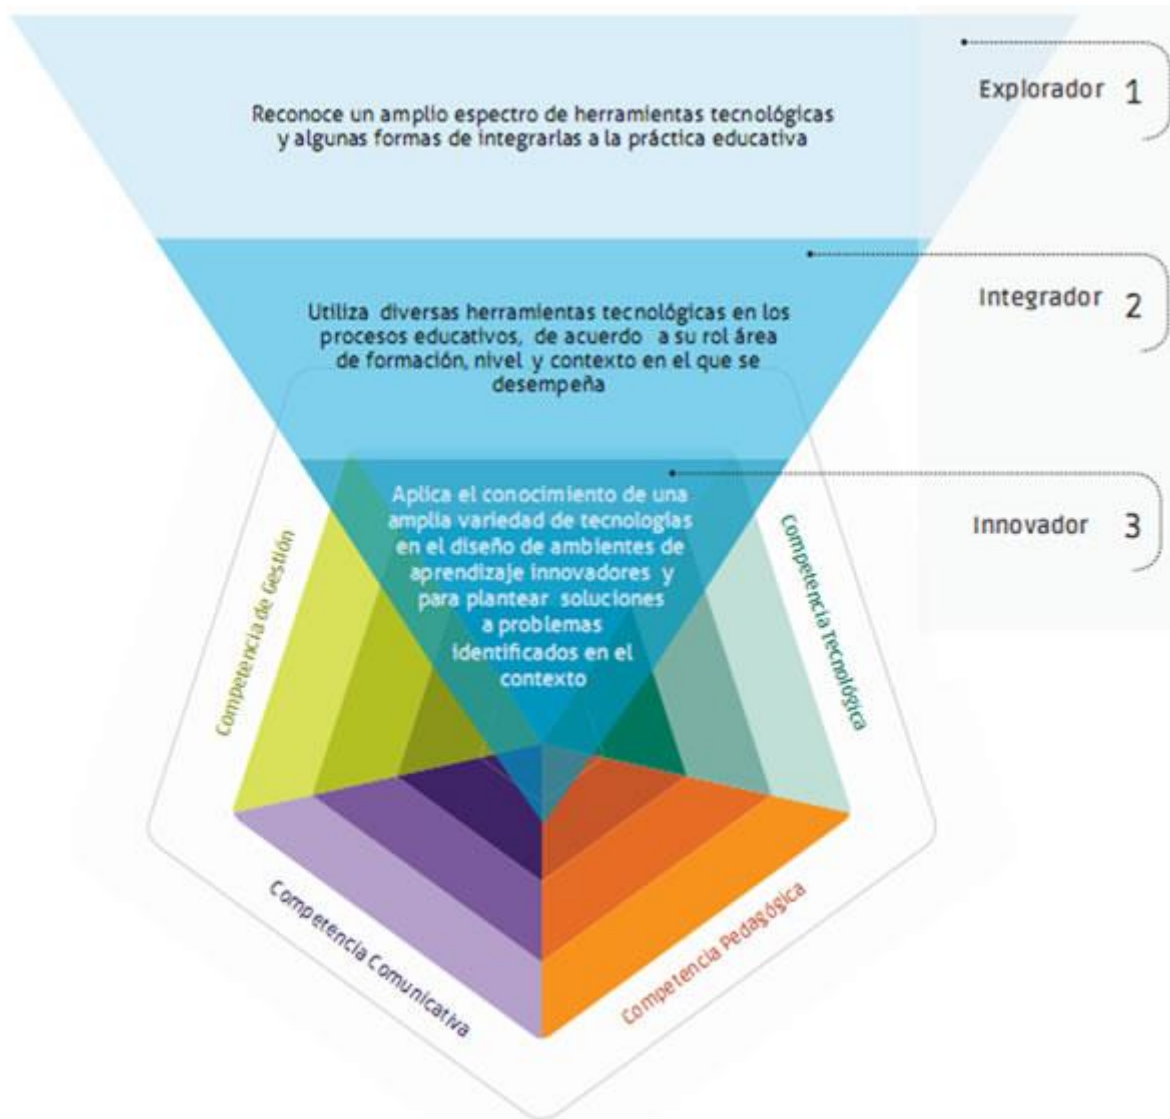 Reconoce un amplio espectro de herramientas tecnológicas
y algunas formas de integrarlas a la práctica educativa
Explorador 1
Utiliza diversas herramientas tecnológicas en los
procesos educativos, de acuerdo a su rol área
de formación, nivel y contexto en el que se
desempeña
Integrador 2
Aplica el conocimiento de una
amplia variedad de tecnologías
en el diseño de ambientes de
aprendizaje innovadores y
para plantear soluciones
a problemas
identificados en el
contexto
Innovador 3
Competencia de Gestión
Competencia Tecnológica
Competencia Comunicativa
Competencia Pedagógica